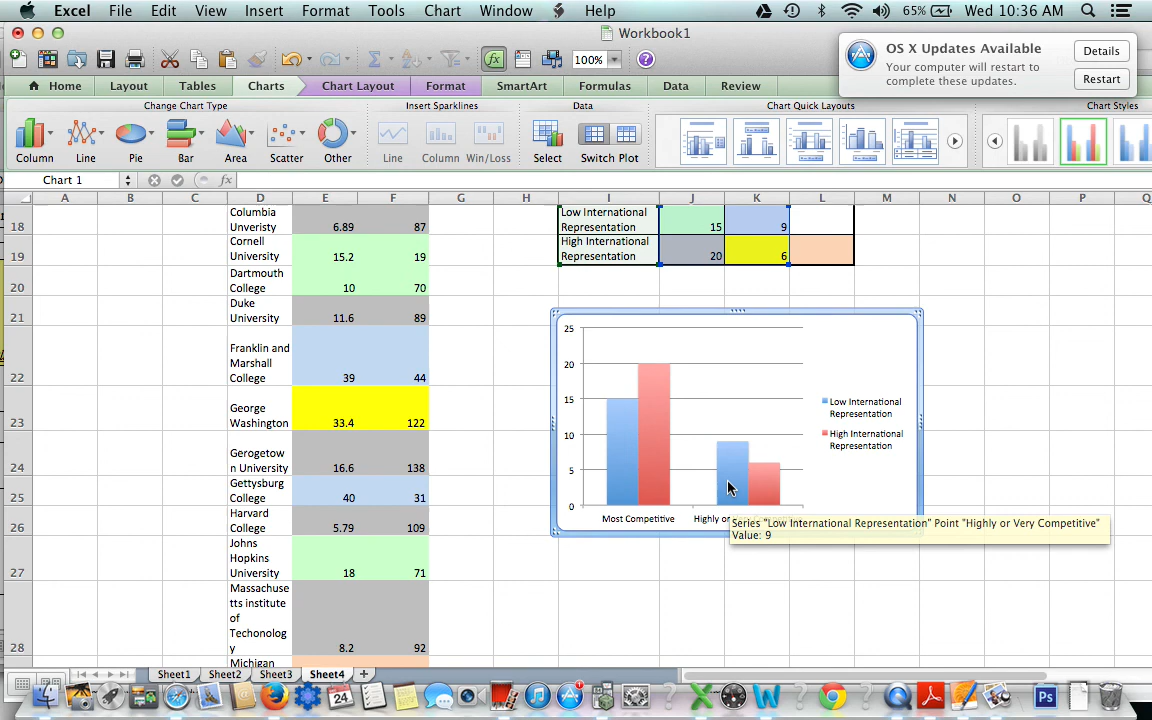 Excel File Edit View Insert Format Tools Chart Window Help 65% Wed 10:36 AM
Workbook1
OS X Updates Available
Your computer will restart to
complete these updates.
Details
Restart
100%
Home Layout Tables Charts Chart Layout Format SmartArt Formulas Data Review
Change Chart Type Insert Sparklines Data Chart Quick Layouts Chart Styles
Column Line Pie Bar Area Scatter Other Line Column Win/Loss Select Switch Plot
Chart 1 fx
A B C D E F G H I J K L M N O P Q
18 Columbia
Unveristy 6.89 87
Low International
Representation 15 9
19 Cornell
University 15.2 19
High International
Representation 20 6
20 Dartmouth
College 10 70
21 Duke
University 11.6 89
22 Franklin and
Marshall
College 39 44
23 George
Washington 33.4 122
24 Gerogetow
n University 16.6 138
25 Gettysburg
College 40 31
26 Harvard
College 5.79 109
27 Johns
Hopkins
University 18 71
28 Massachuse
tts institute
of
Techonolog
y 8.2 92
Michigan
25
20
15
10
5
0
Most Competitive Highly or
Low International
Representation
High International
Representation
Series "Low International Representation" Point "Highly or Very Competitive"
Value: 9
Sheet1 Sheet2 Sheet3 Sheet4 +
24
Ps